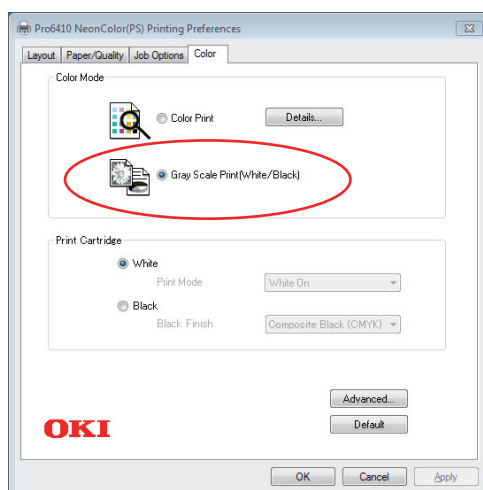 Pro6410 NeonColor(PS) Printing Preferences
Layout Paper/Quality Job Options Color
Color Mode
Color Print Details...
Gray Scale Print(White/Black)
Print Cartridge
White
Print Mode White On
Black
Black Finish Composite Black (CMYK)
Advanced...
OKI Default
OK Cancel Apply